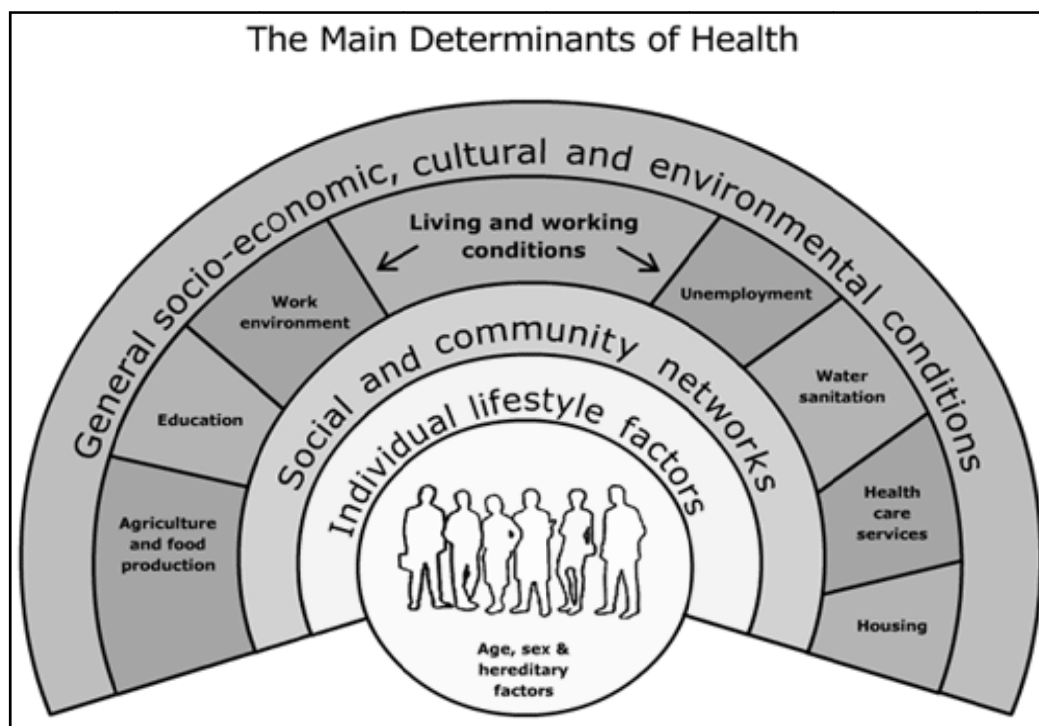 The Main Determinants of Health
General socio-economic, cultural and environmental conditions
Living and working
conditions
Work
environment
Unemployment
Education
Water
sanitation
Agriculture
and food
production
Health
care
services
Housing
Social and community networks
Individual lifestyle factors
Age, sex &
hereditary
factors